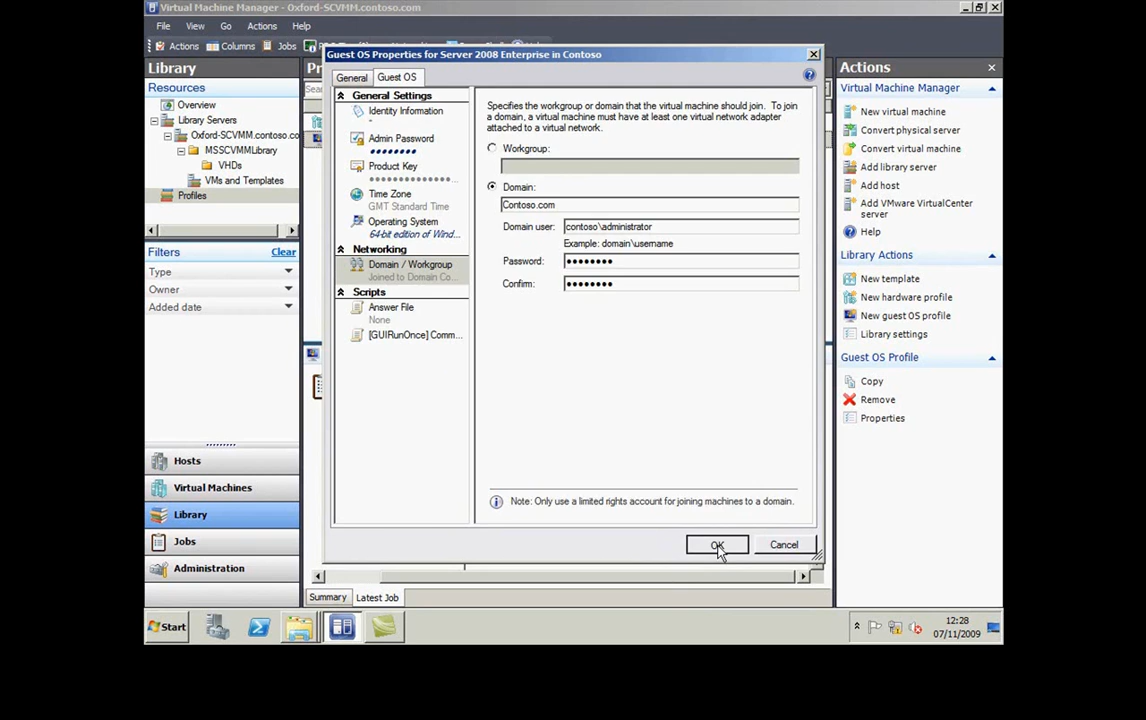 Virtual Machine Manager - Oxford-SCVMM.contoso.com
File View Go Actions Help
Actions Columns Jobs
Library
Resources
Overview
Library Servers
Oxford-SCVMM.contoso.co...
MSSCVMMLibrary
VHDs
VMs and Templates
Profiles
Filters Clear
Type
Owner
Added date
Hosts
Virtual Machines
Library
Jobs
Administration
Guest OS Properties for Server 2008 Enterprise in Contoso
General Guest OS
General Settings
Identity Information
Admin Password
Product Key
Time Zone
GMT Standard Time
Operating System
64-bit edition of Wind...
Networking
Domain / Workgroup
Joined to Domain Co...
Scripts
Answer File
None
[GUIRunOnce] Comm...
Specifies the workgroup or domain that the virtual machine should join. To join
a domain, a virtual machine must have at least one virtual network adapter
attached to a virtual network.
Workgroup:
Domain:
Contoso.com
Domain user: contoso\administrator
Example: domain\username
Password: ●●●●●●●●
Confirm: ●●●●●●●●
Note: Only use a limited rights account for joining machines to a domain.
OK Cancel
Summary Latest Job
Actions
Virtual Machine Manager
New virtual machine
Convert physical server
Convert virtual machine
Add library server
Add host
Add VMware VirtualCenter
server
Help
Library Actions
New template
New hardware profile
New guest OS profile
Library settings
Guest OS Profile
Copy
Remove
Properties
Start
12:28
07/11/2009